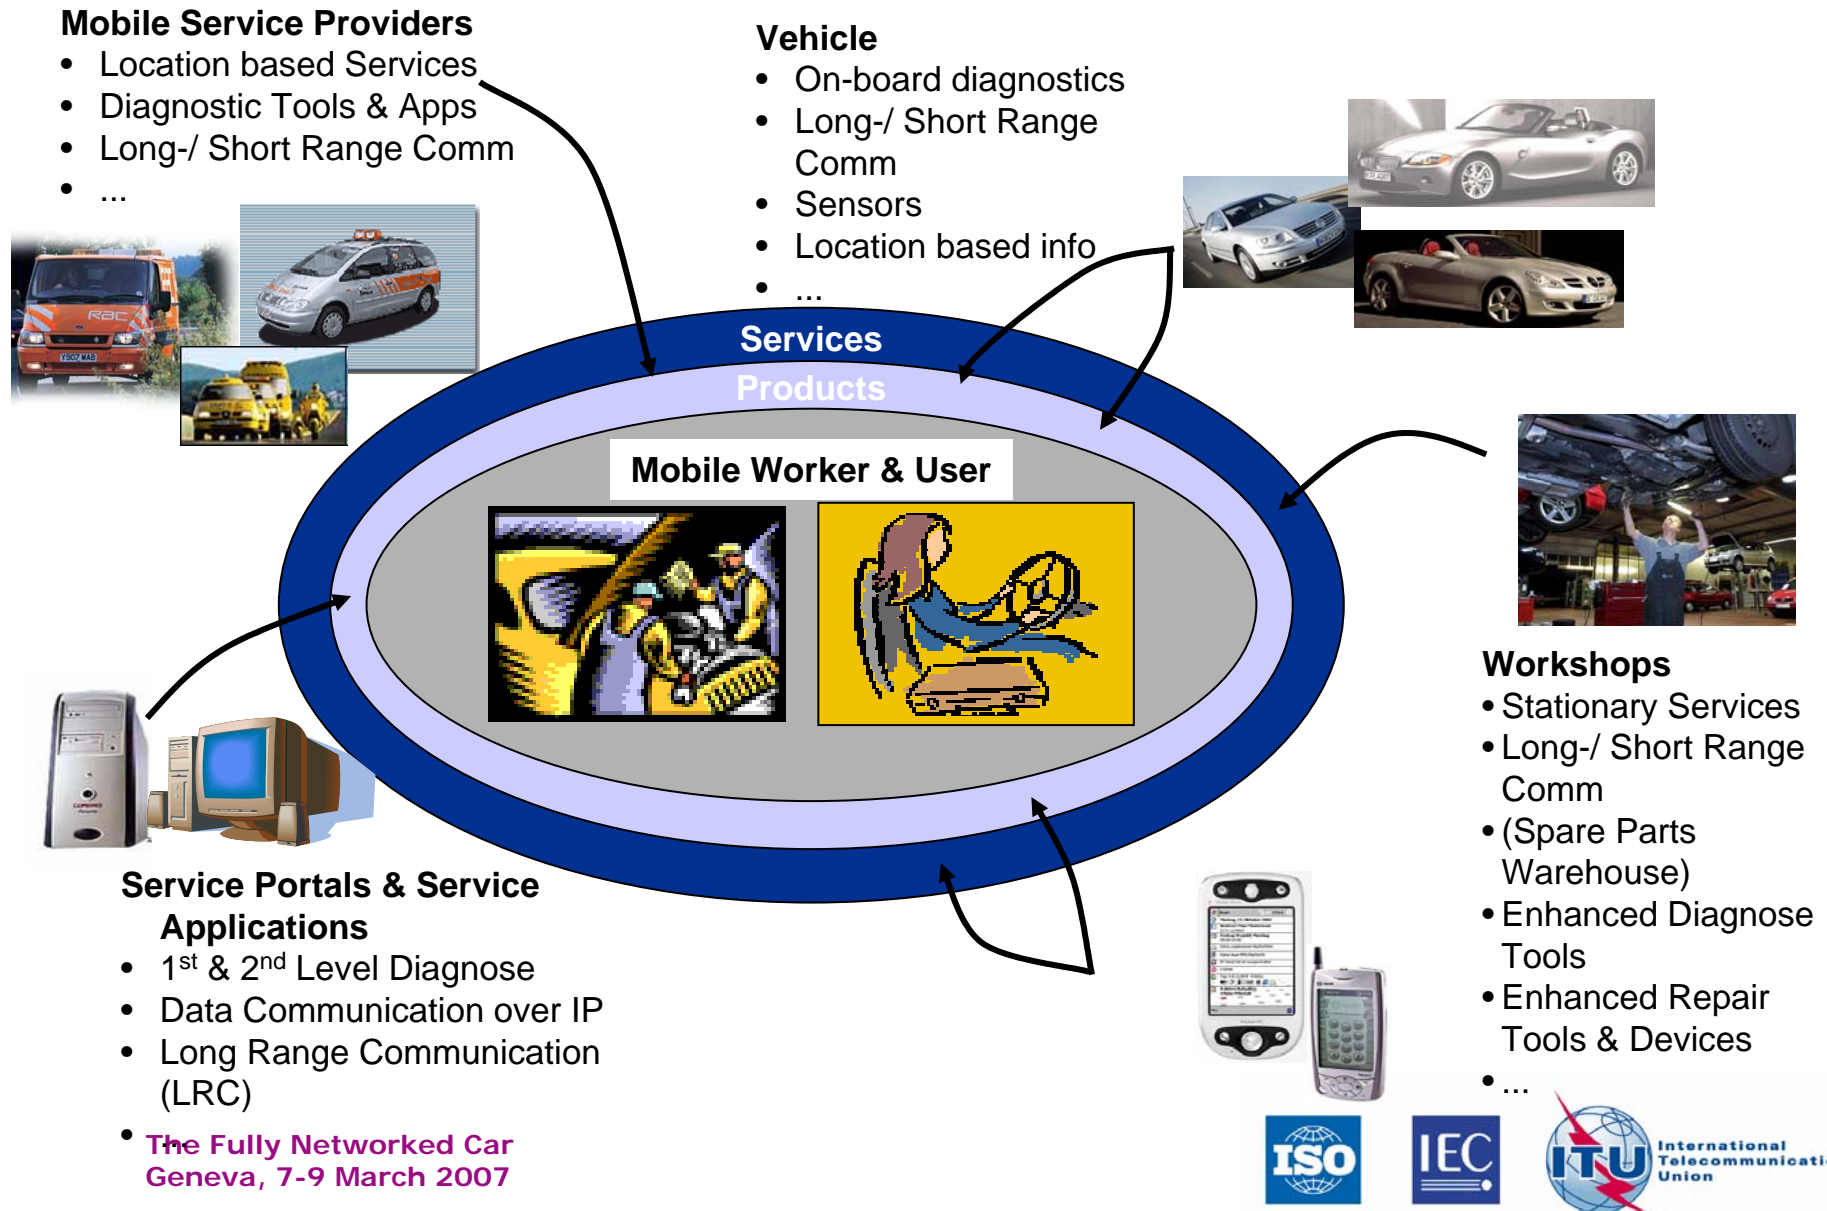 Mobile Service Providers
• Location based Services
• Diagnostic Tools & Apps
• Long-/ Short Range Comm
• ...
Vehicle
• On-board diagnostics
• Long-/ Short Range
Comm
• Sensors
• Location based info
• ...
RAC
Y907 MAB
Services
Products
Mobile Worker & User
Workshops
• Stationary Services
• Long-/ Short Range
Comm
• (Spare Parts
Warehouse)
• Enhanced Diagnose
Tools
• Enhanced Repair
Tools & Devices
• ...
Service Portals & Service
Applications
• 1st & 2nd Level Diagnose
• Data Communication over IP
• Long Range Communication
(LRC)
• ...
The Fully Networked Car
Geneva, 7-9 March 2007
ISO
IEC
ITU
International
Telecommunicati
Union